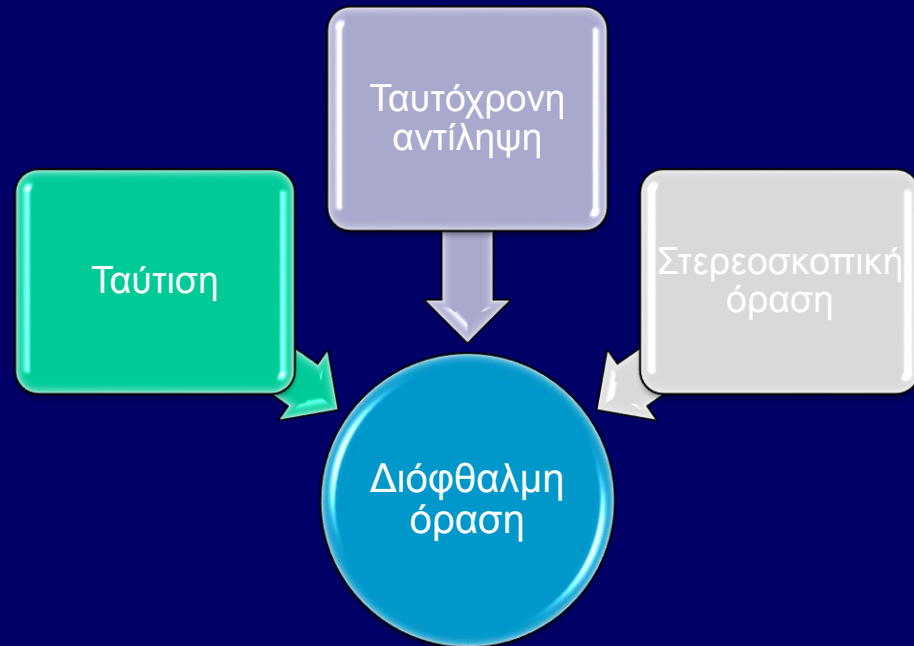 Ταυτόχρονη
αντίληψη
Ταύτιση
Στερεοσκοπική
όραση
Διόφθαλμη
όραση